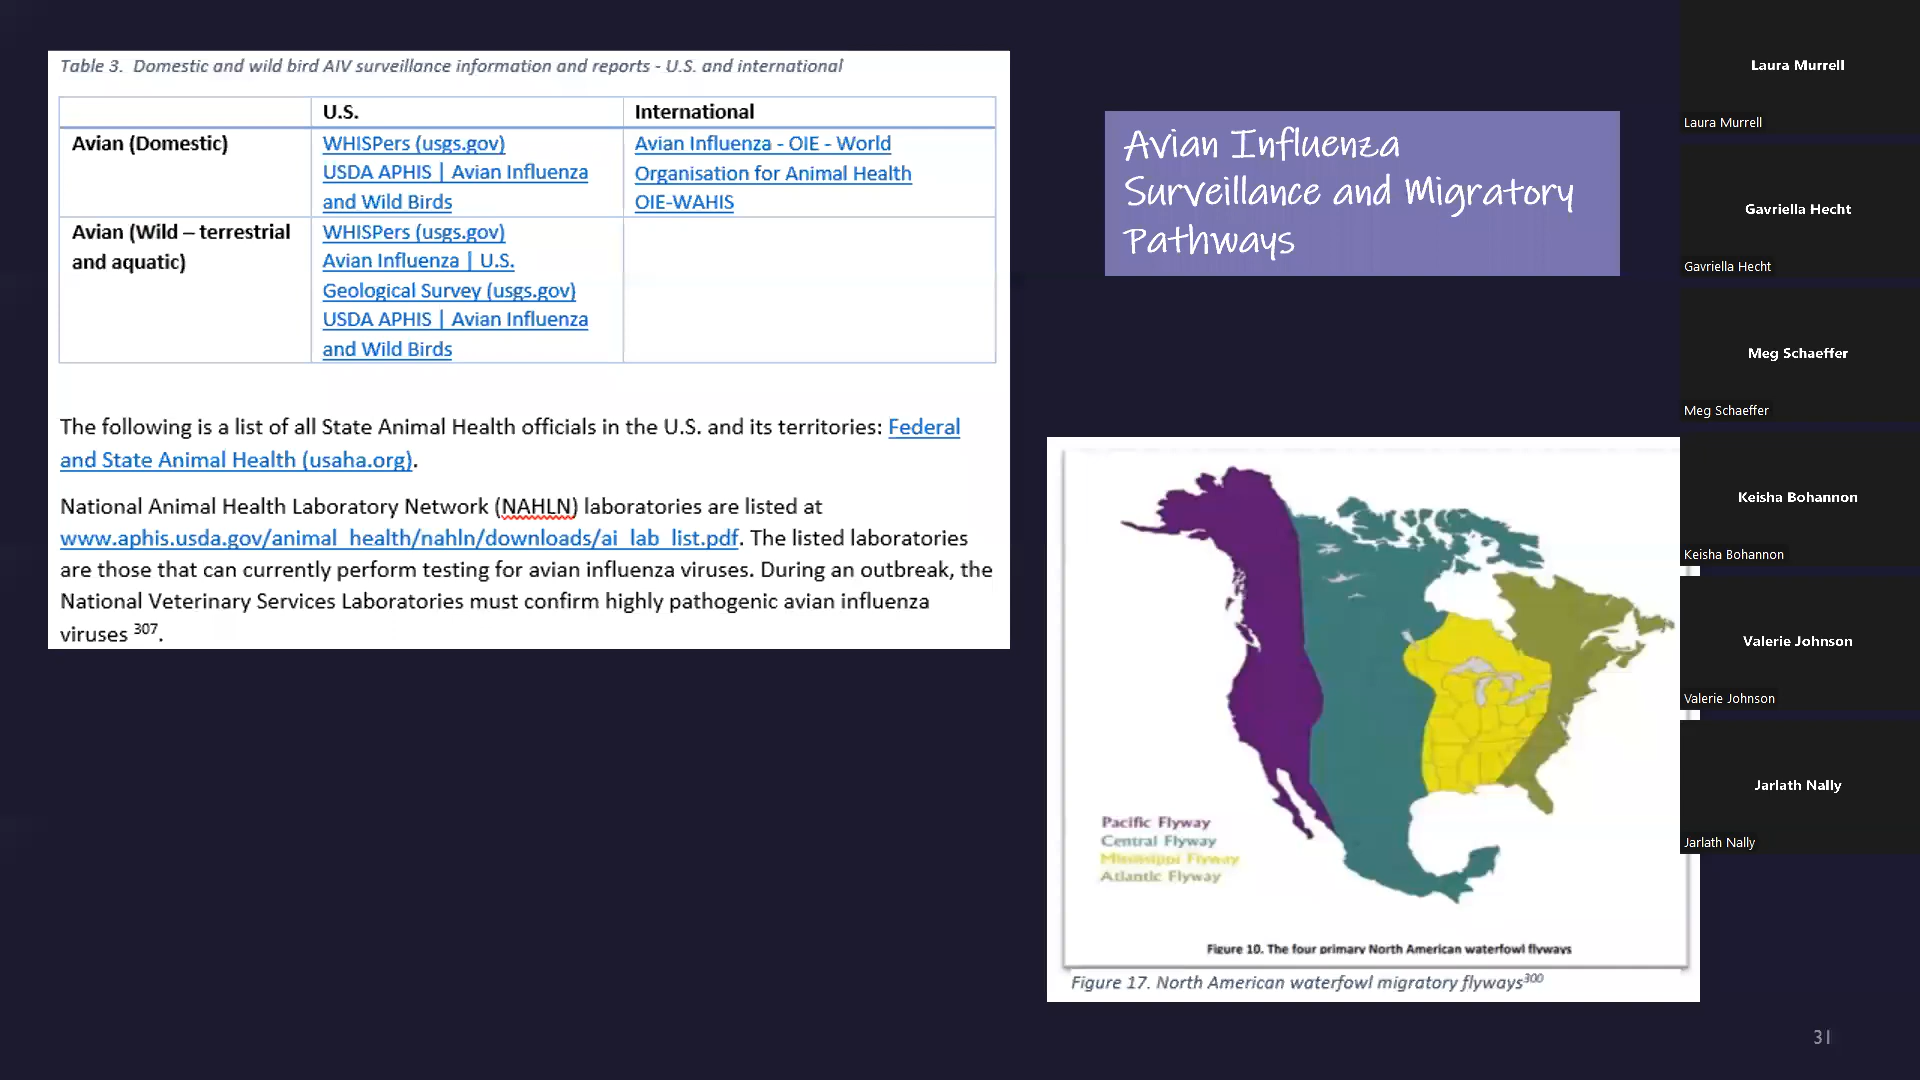 Table 3. Domestic and wild bird AIV surveillance information and reports - U.S. and international
U.S.
International
Avian (Domestic)
WHISPers (usgs.gov)
USDA APHIS | Avian Influenza
and Wild Birds
Avian Influenza - OIE - World
Organisation for Animal Health
OIE-WAHIS
Avian (Wild – terrestrial
and aquatic)
WHISPers (usgs.gov)
Avian Influenza | U.S.
Geological Survey (usgs.gov)
USDA APHIS | Avian Influenza
and Wild Birds
The following is a list of all State Animal Health officials in the U.S. and its territories: Federal
and State Animal Health (usaha.org).
National Animal Health Laboratory Network (NAHLN) laboratories are listed at
www.aphis.usda.gov/animal_health/nahln/downloads/ai_lab_list.pdf. The listed laboratories
are those that can currently perform testing for avian influenza viruses. During an outbreak, the
National Veterinary Services Laboratories must confirm highly pathogenic avian influenza
viruses 307.
Avian Influenza
Surveillance and Migratory
Pathways
Pacific Flyway
Central Flyway
Mississippi Flyway
Atlantic Flyway
Figure 10. The four primary North American waterfowl flyways
Figure 17. North American waterfowl migratory flyways300
31
Laura Murrell
Laura Murrell
Gavriella Hecht
Gavriella Hecht
Meg Schaeffer
Meg Schaeffer
Keisha Bohannon
Keisha Bohannon
Valerie Johnson
Valerie Johnson
Jarlath Nally
Jarlath Nally